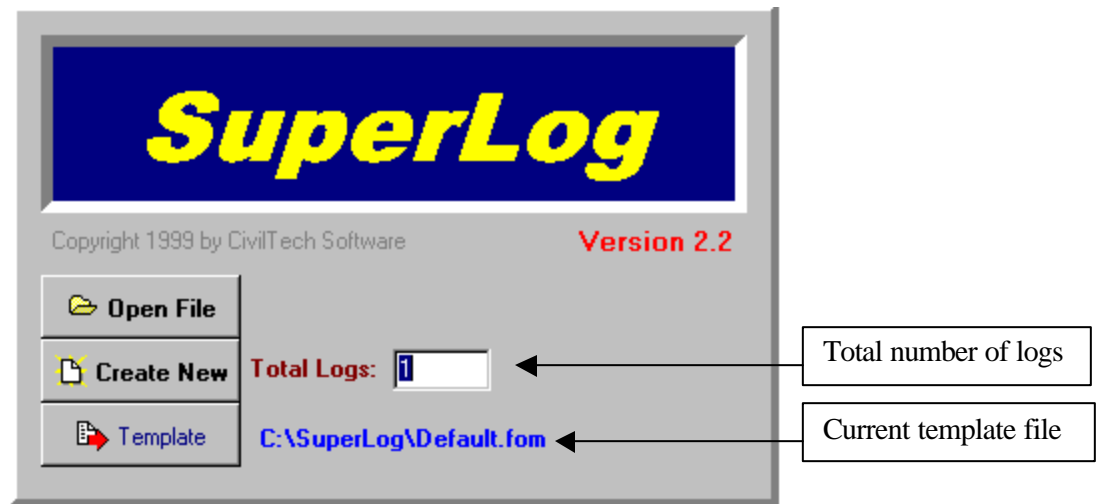 SuperLog
Copyright 1999 by CivilTech Software
Version 2.2
Open File
Create New
Total Logs: 1
Total number of logs
Template
C:\SuperLog\Default.fom
Current template file